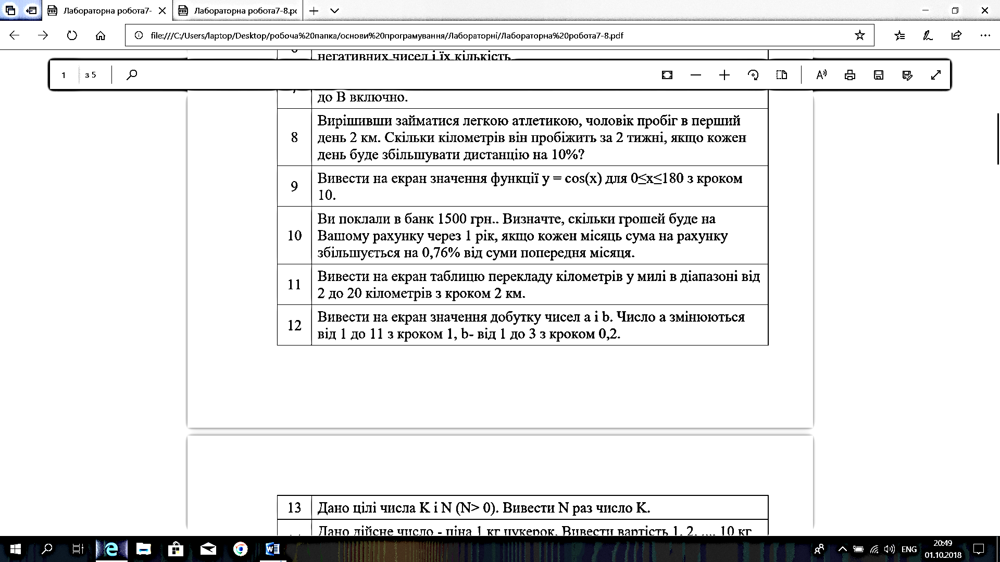 Лабораторна робота7-
Лабораторна робота7-8.pd
file:///C:/Users/laptop/Desktop/робоча%20папка/основи%20програмування/Лабораторні/Лабораторна%20робота7-8.pdf
негативних чисел і їх кількість
1 з 5
до В включно.
8 Вирішивши займатися легкою атлетикою, чоловік пробіг в перший
день 2 км. Скільки кілометрів він пробіжить за 2 тижні, якщо кожен
день буде збільшувати дистанцію на 10%?
9 Вивести на екран значення функції y = cos(x) для 0≤x≤180 з кроком
10.
10 Ви поклали в банк 1500 грн.. Визначте, скільки грошей буде на
Вашому рахунку через 1 рік, якщо кожен місяць сума на рахунку
збільшується на 0,76% від суми попередня місяця.
11 Вивести на екран таблицю перекладу кілометрів у милі в діапазоні від
2 до 20 кілометрів з кроком 2 км.
12 Вивести на екран значення добутку чисел a і b. Число a змінюються
від 1 до 11 з кроком 1, b- від 1 до 3 з кроком 0,2.
13 Дано цілі числа K і N (N> 0). Вивести N раз число K.
Дано дійсне число - ціна 1 кг цукерок. Вивести вартість 1, 2, ..., 10 кг
ENG
20:49
01.10.2018